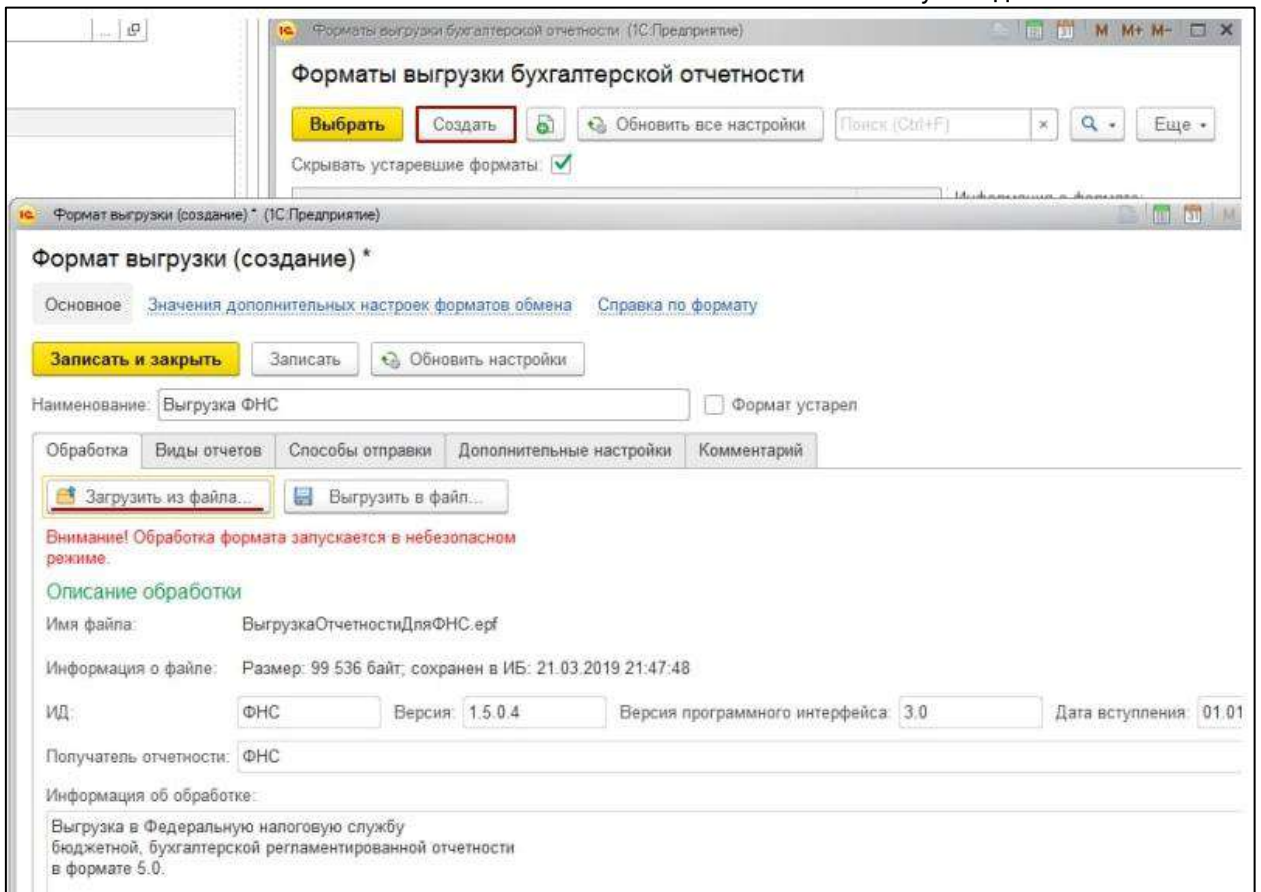 Форматы выгрузки бухгалтерской отчетности (1С:Предприятие)
M M+ M-
Форматы выгрузки бухгалтерской отчетности
Выбрать Создать Обновить все настройки Поиск (Ctrl+F) Еще
Скрывать устаревшие форматы:
Информация о формате:
Формат выгрузки (создание) * (1С:Предприятие)
M
Формат выгрузки (создание) *
Основное Значения дополнительных настроек форматов обмена Справка по формату
Записать и закрыть Записать Обновить настройки
Наименование: Выгрузка ФНС Формат устарел
Обработка Виды отчетов Способы отправки Дополнительные настройки Комментарий
Загрузить из файла... Выгрузить в файл...
Внимание! Обработка формата запускается в небезопасном
режиме.
Описание обработки
Имя файла: ВыгрузкаОтчетностиДляФНС.epf
Информация о файле: Размер: 99 536 байт; сохранен в ИБ: 21.03.2019 21:47:48
ИД: ФНС Версия: 1.5.0.4 Версия программного интерфейса: 3.0 Дата вступления: 01.01
Получатель отчетности: ФНС
Информация об обработке:
Выгрузка в Федеральную налоговую службу
бюджетной, бухгалтерской регламентированной отчетности
в формате 5.0.